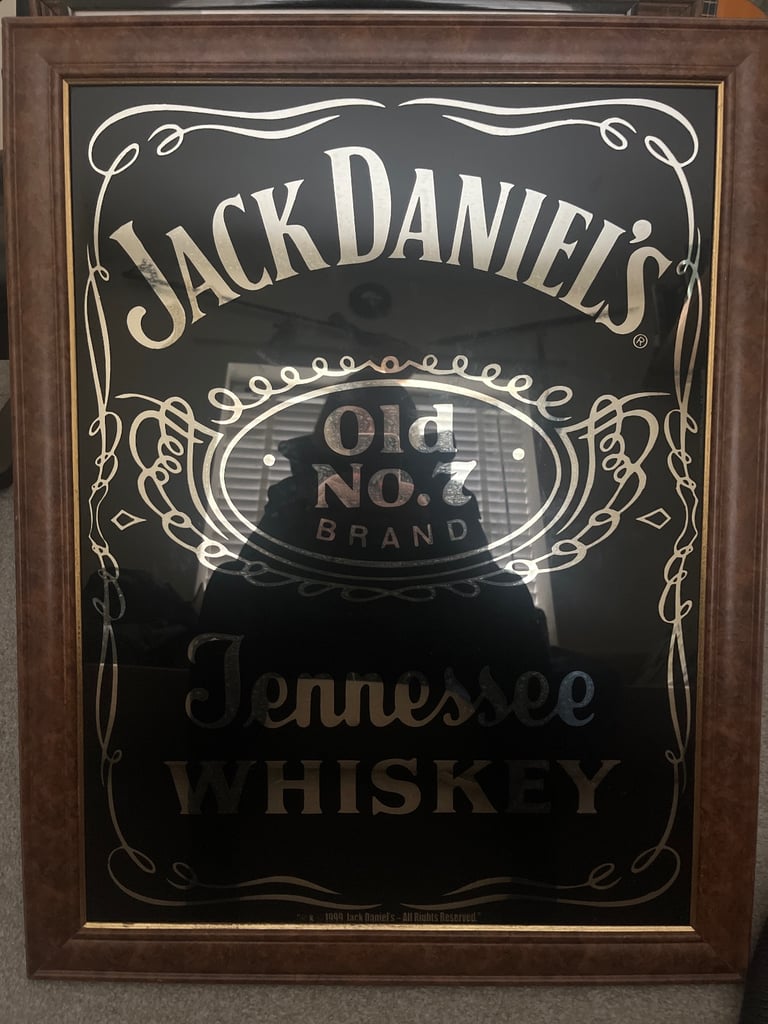 JACK DANIEL'S
®
Old
No. 7
BRAND
Tennessee
WHISKEY
1999 Jack Daniel's - All Rights Reserved."